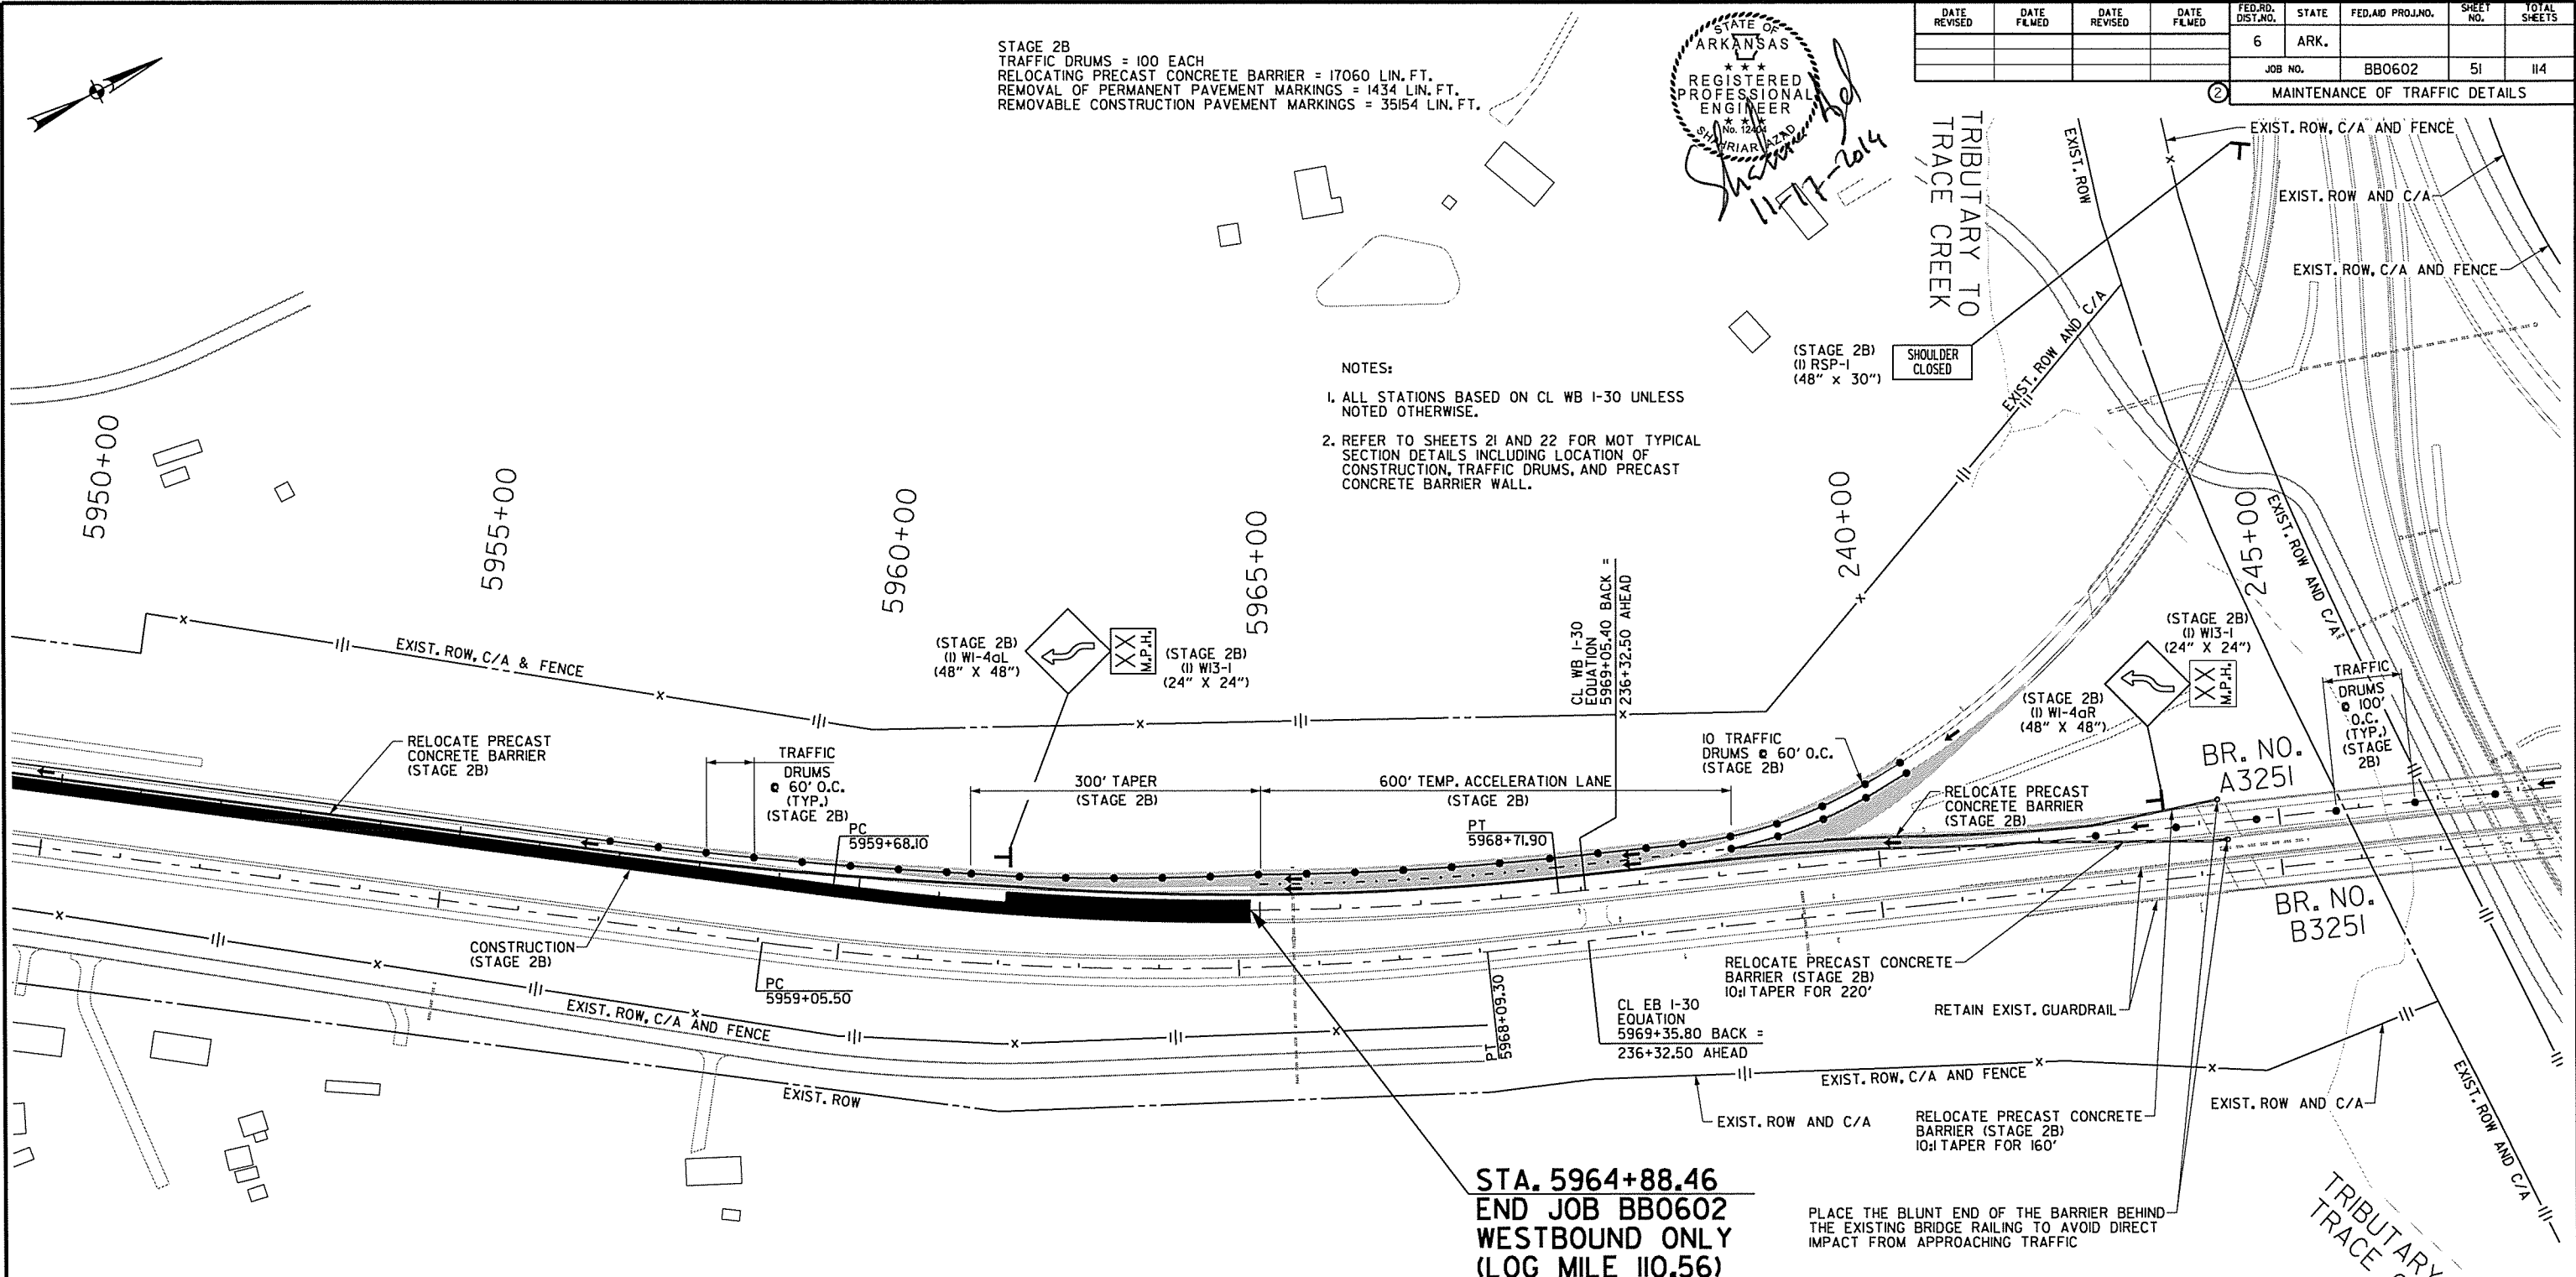 STAGE 2B
TRAFFIC DRUMS = 100 EACH
RELOCATING PRECAST CONCRETE BARRIER = 17060 LIN. FT.
REMOVAL OF PERMANENT PAVEMENT MARKINGS = 1434 LIN. FT.
REMOVABLE CONSTRUCTION PAVEMENT MARKINGS = 35154 LIN. FT.
STATE OF
ARKANSAS
★ ★ ★
REGISTERED
PROFESSIONAL
ENGINEER
★ ★ ★
No. 12404
SHAHRIAR AZAD
11-17-2014
DATE REVISED
DATE FILMED
DATE REVISED
DATE FILMED
FED.RD. DIST.NO.
STATE
FED.AID PROJ.NO.
SHEET NO.
TOTAL SHEETS
6
ARK.
JOB NO.
BB0602
51
114
2
MAINTENANCE OF TRAFFIC DETAILS
TRIBUTARY TO
TRACE CREEK
EXIST. ROW
EXIST. ROW, C/A AND FENCE
EXIST. ROW AND C/A
EXIST. ROW, C/A AND FENCE
EXIST. ROW AND C/A
(STAGE 2B)
(1) RSP-1
(48" x 30")
SHOULDER
CLOSED
NOTES:
1. ALL STATIONS BASED ON CL WB I-30 UNLESS
NOTED OTHERWISE.
2. REFER TO SHEETS 21 AND 22 FOR MOT TYPICAL
SECTION DETAILS INCLUDING LOCATION OF
CONSTRUCTION, TRAFFIC DRUMS, AND PRECAST
CONCRETE BARRIER WALL.
5950+00
5955+00
5960+00
5965+00
240+00
245+00
EXIST. ROW AND C/A
EXIST. ROW, C/A & FENCE
(STAGE 2B)
(1) W1-4aL
(48" X 48")
XX
M.P.H.
(STAGE 2B)
(1) W13-1
(24" X 24")
CL WB I-30
EQUATION
5969+05.40 BACK =
236+32.50 AHEAD
(STAGE 2B)
(1) W13-1
(24" X 24")
XX
M.P.H.
(STAGE 2B)
(1) W1-4aR
(48" X 48")
TRAFFIC
DRUMS
@ 100'
O.C.
(TYP.)
(STAGE
2B)
BR. NO.
A3251
RELOCATE PRECAST
CONCRETE BARRIER
(STAGE 2B)
TRAFFIC
DRUMS
@ 60' O.C.
(TYP.)
(STAGE 2B)
300' TAPER
(STAGE 2B)
600' TEMP. ACCELERATION LANE
(STAGE 2B)
10 TRAFFIC
DRUMS @ 60' O.C.
(STAGE 2B)
RELOCATE PRECAST
CONCRETE BARRIER
(STAGE 2B)
PC
5959+68.10
PT
5968+71.90
BR. NO.
B3251
CONSTRUCTION
(STAGE 2B)
PC
5959+05.50
PT
5968+09.30
EXIST. ROW, C/A AND FENCE
RELOCATE PRECAST CONCRETE
BARRIER (STAGE 2B)
10:1 TAPER FOR 220'
CL EB I-30
EQUATION
5969+35.80 BACK =
236+32.50 AHEAD
RETAIN EXIST. GUARDRAIL
EXIST. ROW
EXIST. ROW, C/A AND FENCE
EXIST. ROW AND C/A
RELOCATE PRECAST CONCRETE
BARRIER (STAGE 2B)
10:1 TAPER FOR 160'
EXIST. ROW AND C/A
EXIST. ROW AND C/A
STA. 5964+88.46
END JOB BB0602
WESTBOUND ONLY
(LOG MILE 110.56)
PLACE THE BLUNT END OF THE BARRIER BEHIND
THE EXISTING BRIDGE RAILING TO AVOID DIRECT
IMPACT FROM APPROACHING TRAFFIC
TRIBUTARY
TRACE